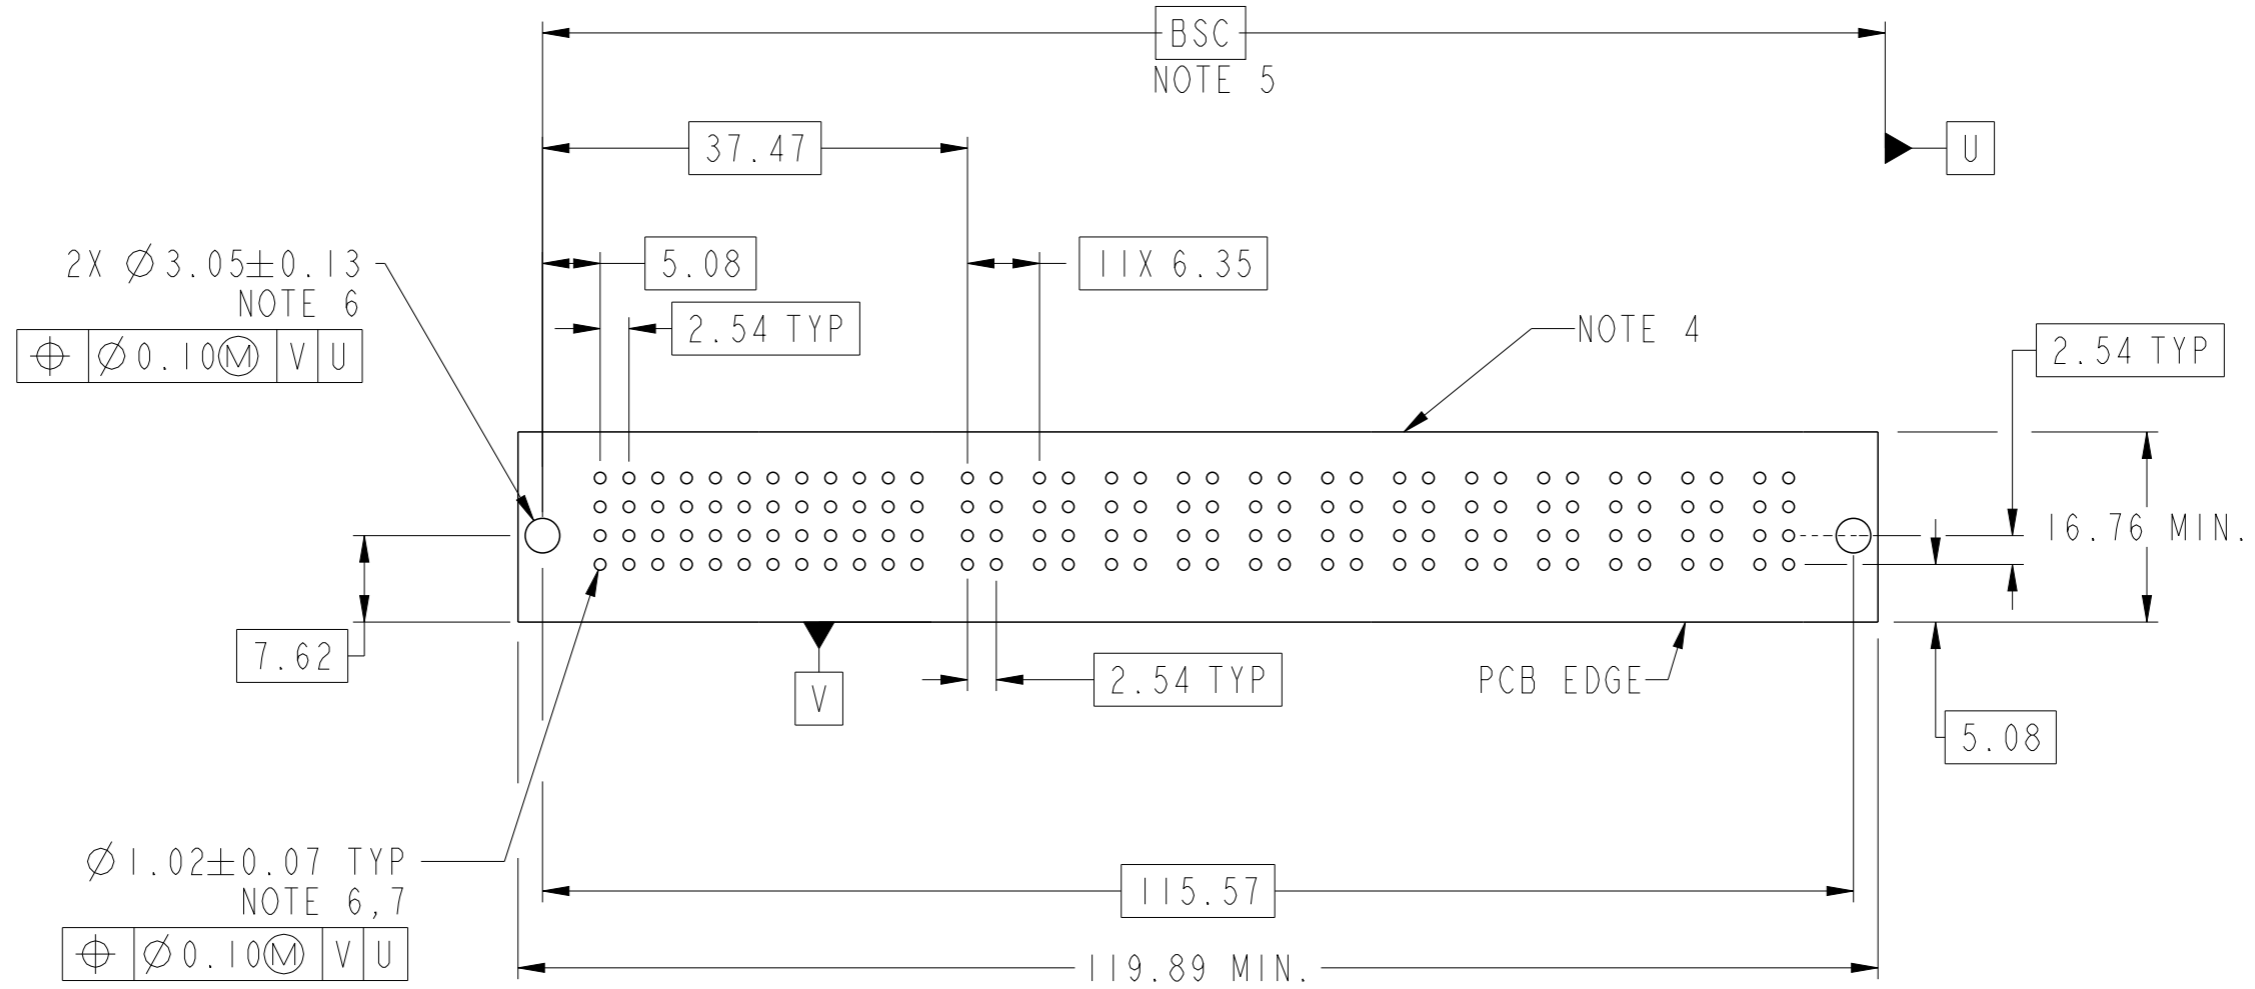 BSC
NOTE 5
37.47
U
2X Ø3.05±0.13
NOTE 6
⌖ Ø0.10Ⓜ V U
5.08
11X 6.35
2.54 TYP
NOTE 4
2.54 TYP
16.76 MIN.
7.62
V
2.54 TYP
PCB EDGE
5.08
Ø1.02±0.07 TYP
NOTE 6,7
⌖ Ø0.10Ⓜ V U
115.57
119.89 MIN.